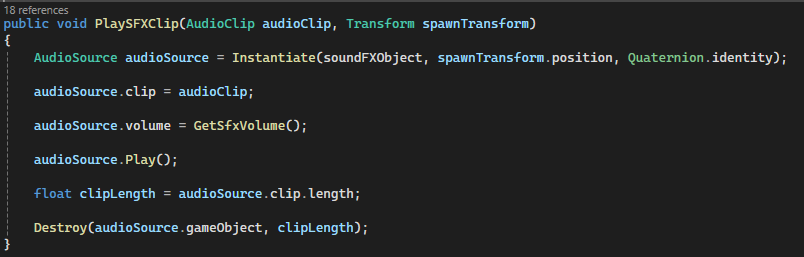 18 references
public void PlaySFXClip(AudioClip audioClip, Transform spawnTransform)
{
AudioSource audioSource = Instantiate(soundFXObject, spawnTransform.position, Quaternion.identity);
audioSource.clip = audioClip;
audioSource.volume = GetSfxVolume();
audioSource.Play();
float clipLength = audioSource.clip.length;
Destroy(audioSource.gameObject, clipLength);
}